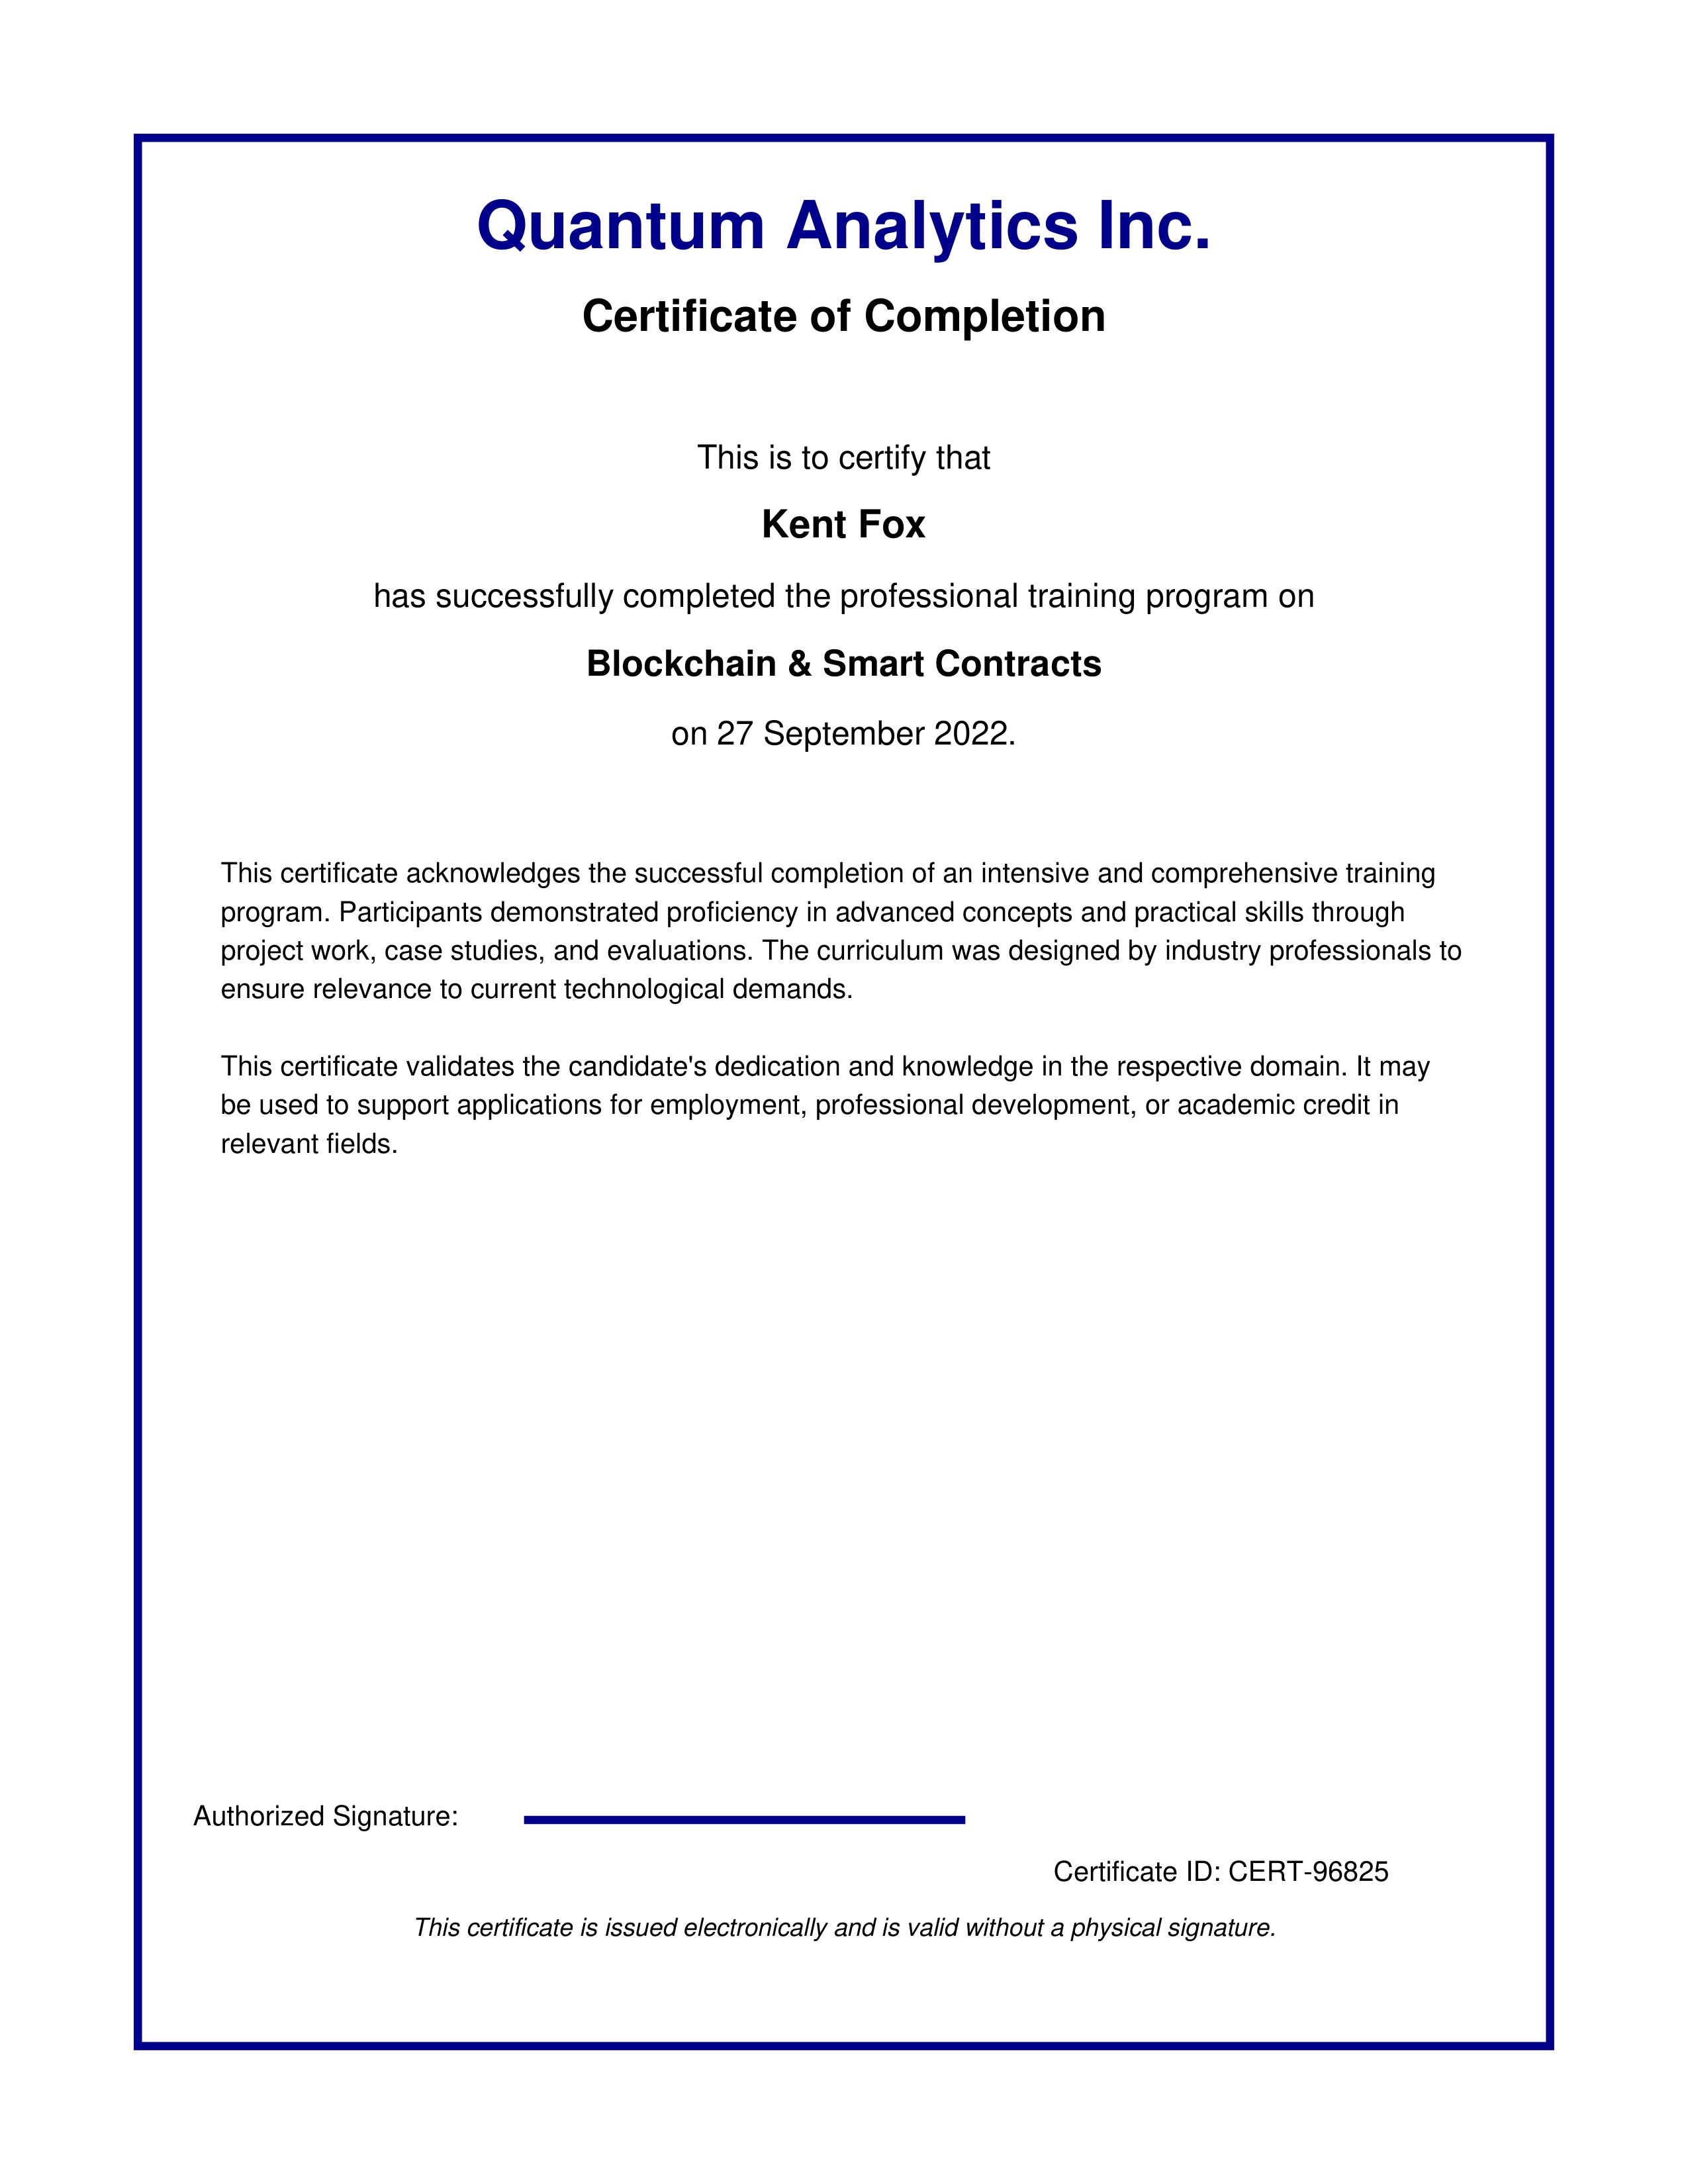 Quantum Analytics Inc.
Certificate of Completion
This is to certify that
Kent Fox
has successfully completed the professional training program on
Blockchain & Smart Contracts
on 27 September 2022.
This certificate acknowledges the successful completion of an intensive and comprehensive training
program. Participants demonstrated proficiency in advanced concepts and practical skills through
project work, case studies, and evaluations. The curriculum was designed by industry professionals to
ensure relevance to current technological demands.
This certificate validates the candidate's dedication and knowledge in the respective domain. It may
be used to support applications for employment, professional development, or academic credit in
relevant fields.
Authorized Signature:
Certificate ID: CERT-96825
This certificate is issued electronically and is valid without a physical signature.